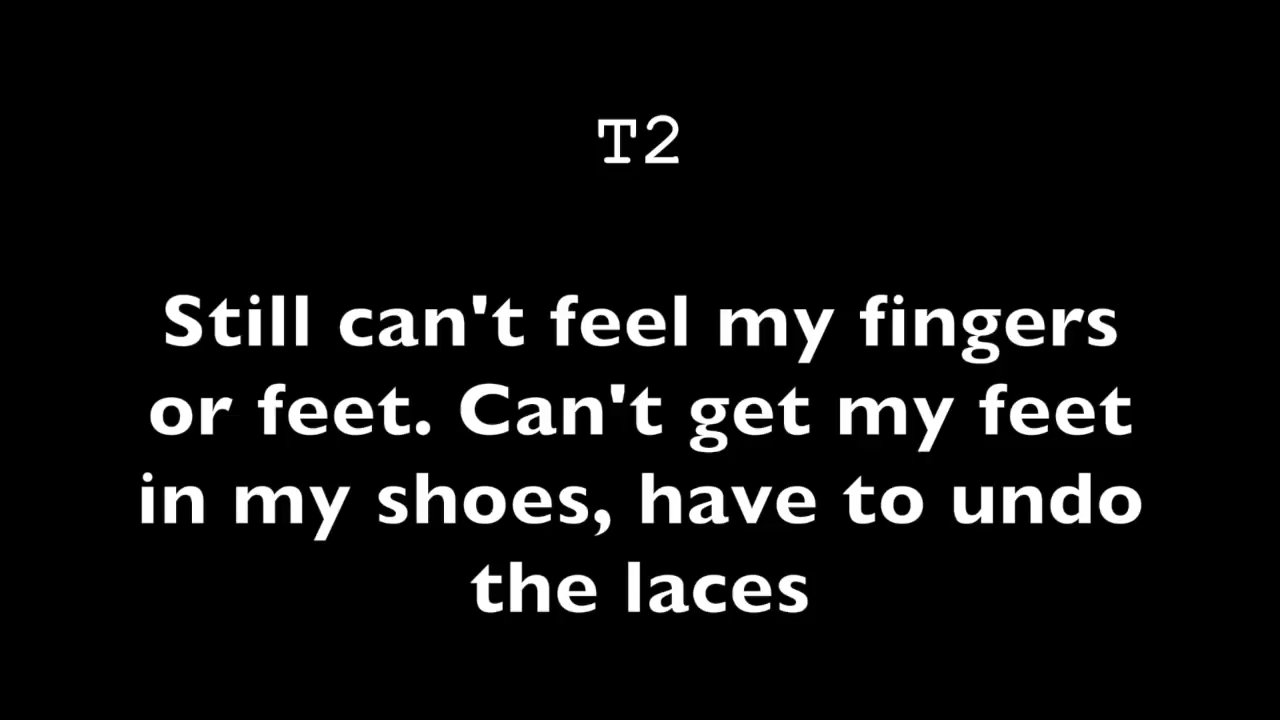 T2
Still can't feel my fingers
or feet. Can't get my feet
in my shoes, have to undo
the laces